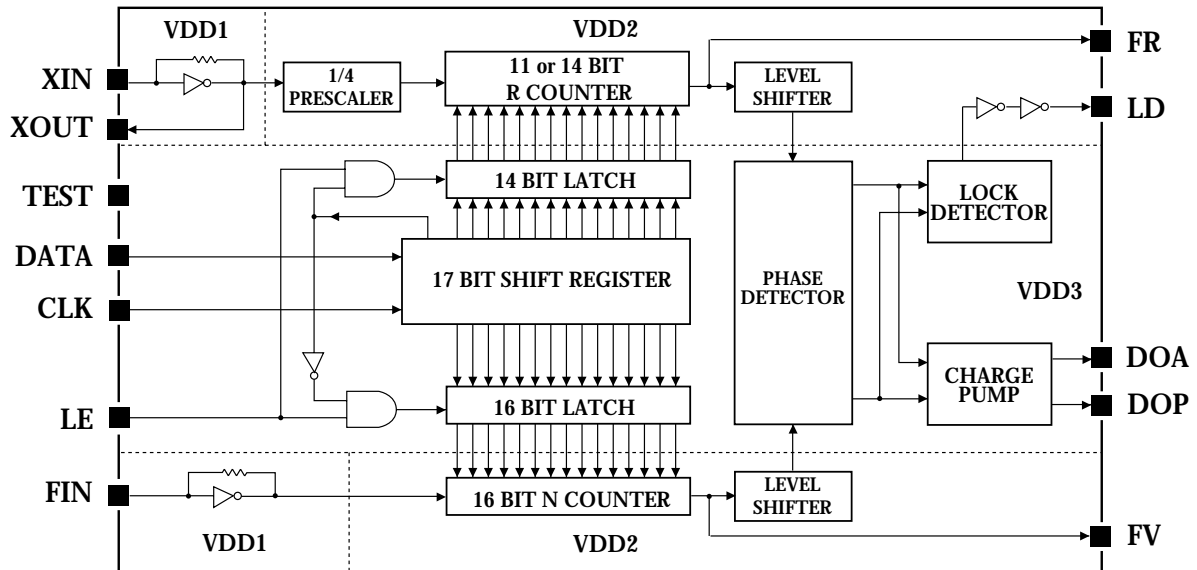 VDD1
VDD2
FR
XIN
1/4
PRESCALER
11 or 14 BIT
R COUNTER
LEVEL
SHIFTER
LD
XOUT
TEST
14 BIT LATCH
LOCK
DETECTOR
DATA
17 BIT SHIFT REGISTER
PHASE
DETECTOR
VDD3
CLK
DOA
CHARGE
PUMP
DOP
LE
16 BIT LATCH
FIN
16 BIT N COUNTER
LEVEL
SHIFTER
VDD1
VDD2
FV